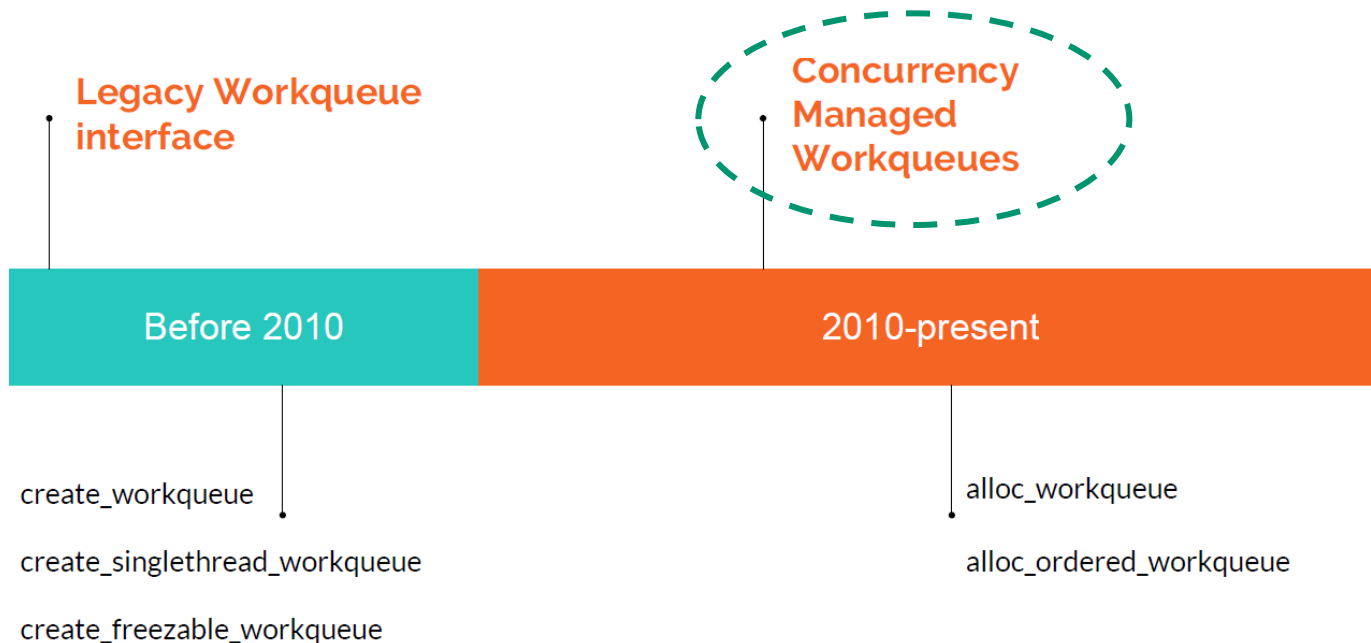 Legacy Workqueue
interface
Concurrency
Managed
Workqueues
Before 2010
2010-present
create_workqueue
create_singlethread_workqueue
create_freezable_workqueue
alloc_workqueue
alloc_ordered_workqueue